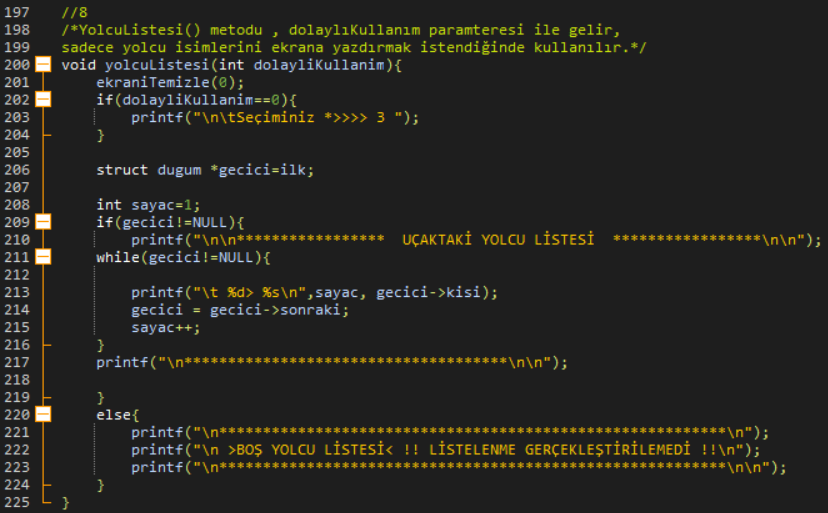 197 //8
198 /*YolcuListesi() metodu , dolaylıKullanım paramteresi ile gelir,
199 sadece yolcu isimlerini ekrana yazdırmak istendiğinde kullanılır.*/
200 void yolcuListesi(int dolayliKullanim){
201 ekraniTemizle(0);
202 if(dolayliKullanim==0){
203 printf("\n\tSeçiminiz *>>>> 3 ");
204 }
205
206 struct dugum *gecici=ilk;
207
208 int sayac=1;
209 if(gecici!=NULL){
210 printf("\n\n***************** UÇAKTAKİ YOLCU LİSTESİ *****************\n\n");
211 while(gecici!=NULL){
212
213 printf("\t %d> %s\n",sayac, gecici->kisi);
214 gecici = gecici->sonraki;
215 sayac++;
216 }
217 printf("\n*************************************\n\n");
218
219 }
220 else{
221 printf("\n**********************************************************\n");
222 printf("\n >BOŞ YOLCU LİSTESİ< !! LİSTELENME GERÇEKLEŞTİRİLEMEDİ !!\n");
223 printf("\n**********************************************************\n\n");
224 }
225 }